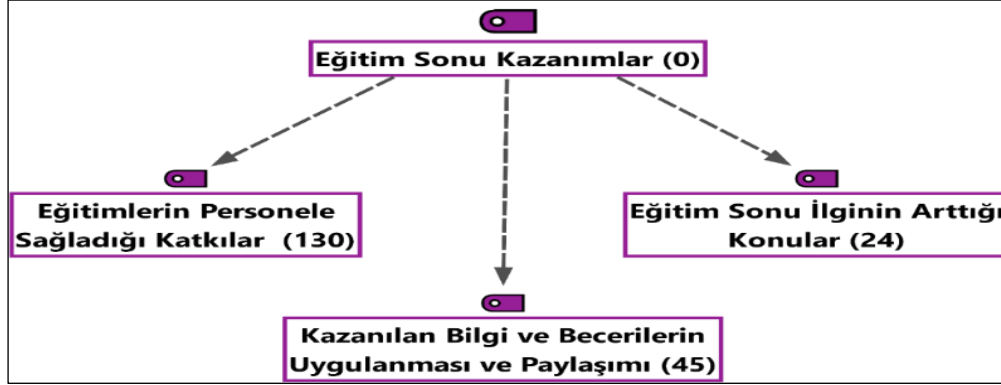 Eğitim Sonu Kazanımlar (0)
Eğitimlerin Personele
Sağladığı Katkılar (130)
Eğitim Sonu İlginin Arttığı
Konular (24)
Kazanılan Bilgi ve Becerilerin
Uygulanması ve Paylaşımı (45)